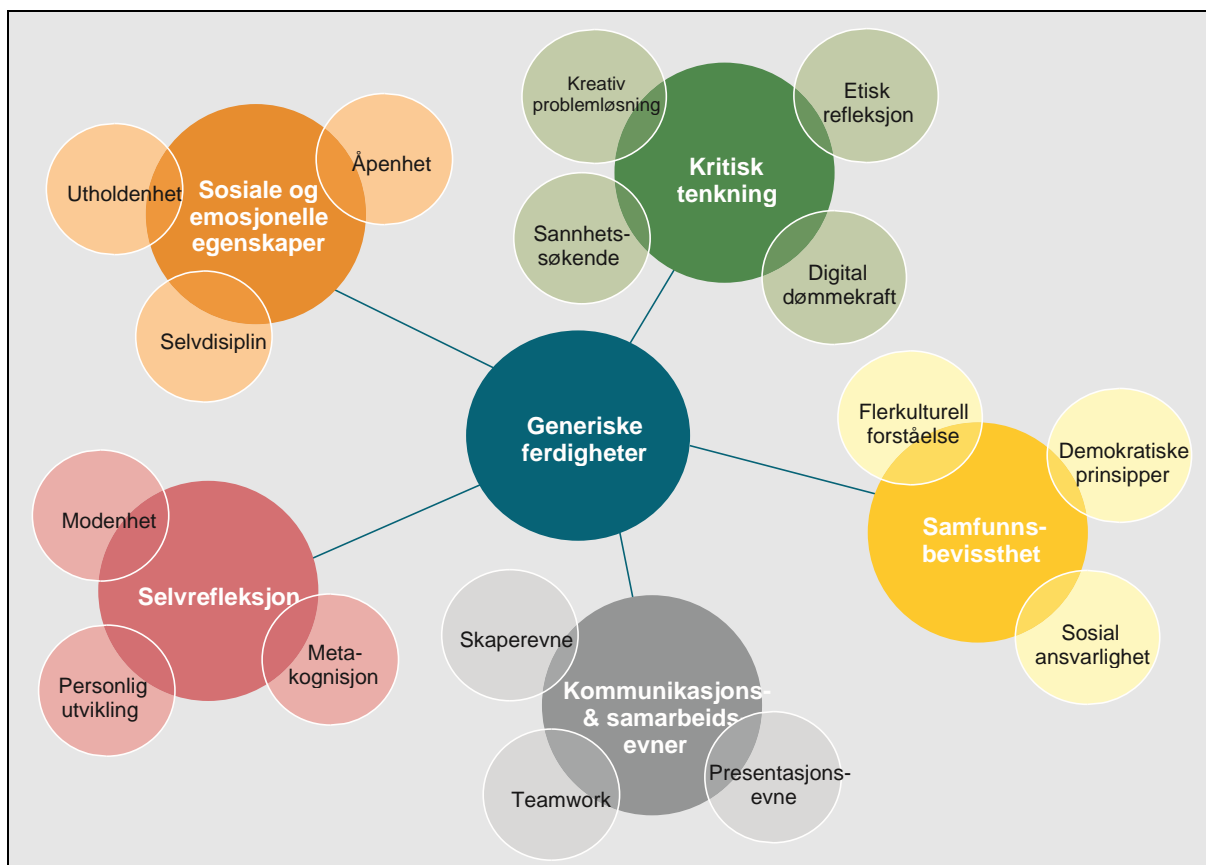 Kreativ
problemløsning
Etisk
refleksjon
Kritisk
tenkning
Sannhets-
søkende
Digital
dømmekraft
Åpenhet
Utholdenhet
Sosiale og
emosjonelle
egenskaper
Selvdisiplin
Generiske
ferdigheter
Flerkulturell
forståelse
Demokratiske
prinsipper
Samfunns-
bevissthet
Sosial
ansvarlighet
Modenhet
Selvrefleksjon
Meta-
kognisjon
Personlig
utvikling
Skaperevne
Kommunikasjons-
& samarbeids
evner
Teamwork
Presentasjons-
evne